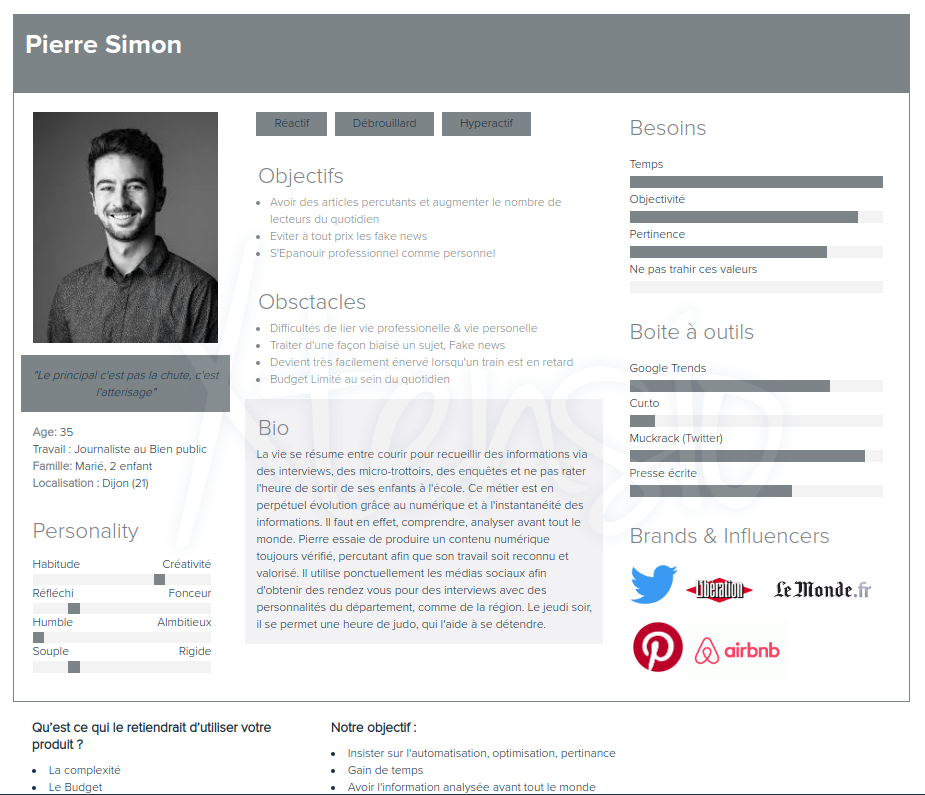 Pierre Simon
"Le principal c'est pas la chute, c'est
l'atterisage"
Age: 35
Travail : Journaliste au Bien public
Famille: Marié, 2 enfant
Localisation : Dijon (21)
Personality
Habitude Créativité
Réfléchi Fonceur
Humble AImbitieux
Souple Rigide
Réactif Débrouillard Hyperactif
Objectifs
Avoir des articles percutants et augmenter le nombre de
lecteurs du quotidien
Eviter à tout prix les fake news
S'Epanouir professionnel comme personnel
Obsctacles
Difficultés de lier vie professionelle & vie personelle
Traiter d'une façon biaisé un sujet, Fake news
Devient très facilement énervé lorsqu'un train est en retard
Budget Limité au sein du quotidien
Bio
La vie se résume entre courir pour recueillir des informations via
des interviews, des micro-trottoirs, des enquêtes et ne pas rater
l'heure de sortir de ses enfants à l'école. Ce métier est en
perpétuel évolution grâce au numérique et à l'instantanéité des
informations. Il faut en effet, comprendre, analyser avant tout le
monde. Pierre essaie de produire un contenu numérique
toujours vérifié, percutant afin que son travail soit reconnu et
valorisé. Il utilise ponctuellement les médias sociaux afin
d'obtenir des rendez vous pour des interviews avec des
personnalités du département, comme de la région. Le jeudi soir,
il se permet une heure de judo, qui l'aide à se détendre.
Besoins
Temps
Objectivité
Pertinence
Ne pas trahir ces valeurs
Boite à outils
Google Trends
Cur.to
Muckrack (Twitter)
Presse écrite
Brands & Influencers
Libération Le Monde.fr
airbnb
Xtensio
Qu'est ce qui le retiendrait d'utiliser votre
produit ?
La complexité
Le Budget
Notre objectif :
Insister sur l'automatisation, optimisation, pertinance
Gain de temps
Avoir l'information analysée avant tout le monde